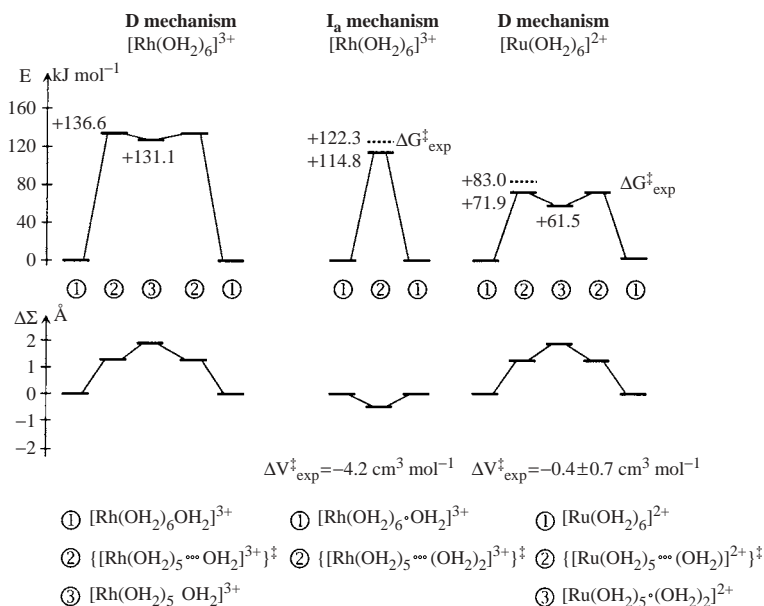 D mechanism
[Rh(OH₂)₆]³⁺
Iₐ mechanism
[Rh(OH₂)₆]³⁺
D mechanism
[Ru(OH₂)₆]²⁺
E kJ mol⁻¹
160
120
80
40
0
+136.6
+131.1
+122.3
+114.8
ΔG‡exp
+83.0
+71.9
+61.5
ΔG‡exp
① ② ③ ② ① ① ② ① ① ② ③ ② ①
ΔΣ Å
2
1
0
−1
−2
ΔV‡exp=−4.2 cm³ mol⁻¹
ΔV‡exp=−0.4±0.7 cm³ mol⁻¹
① [Rh(OH₂)₆OH₂]³⁺
② {[Rh(OH₂)₅∘∘∘OH₂]³⁺}‡
③ [Rh(OH₂)₅ OH₂]³⁺
① [Rh(OH₂)₆•OH₂]³⁺
② {[Rh(OH₂)₅∘∘∘(OH₂)₂]³⁺}‡
① [Ru(OH₂)₆]²⁺
② {[Ru(OH₂)₅∘∘∘(OH₂)]²⁺}‡
③ [Ru(OH₂)₅•(OH₂)₂]²⁺